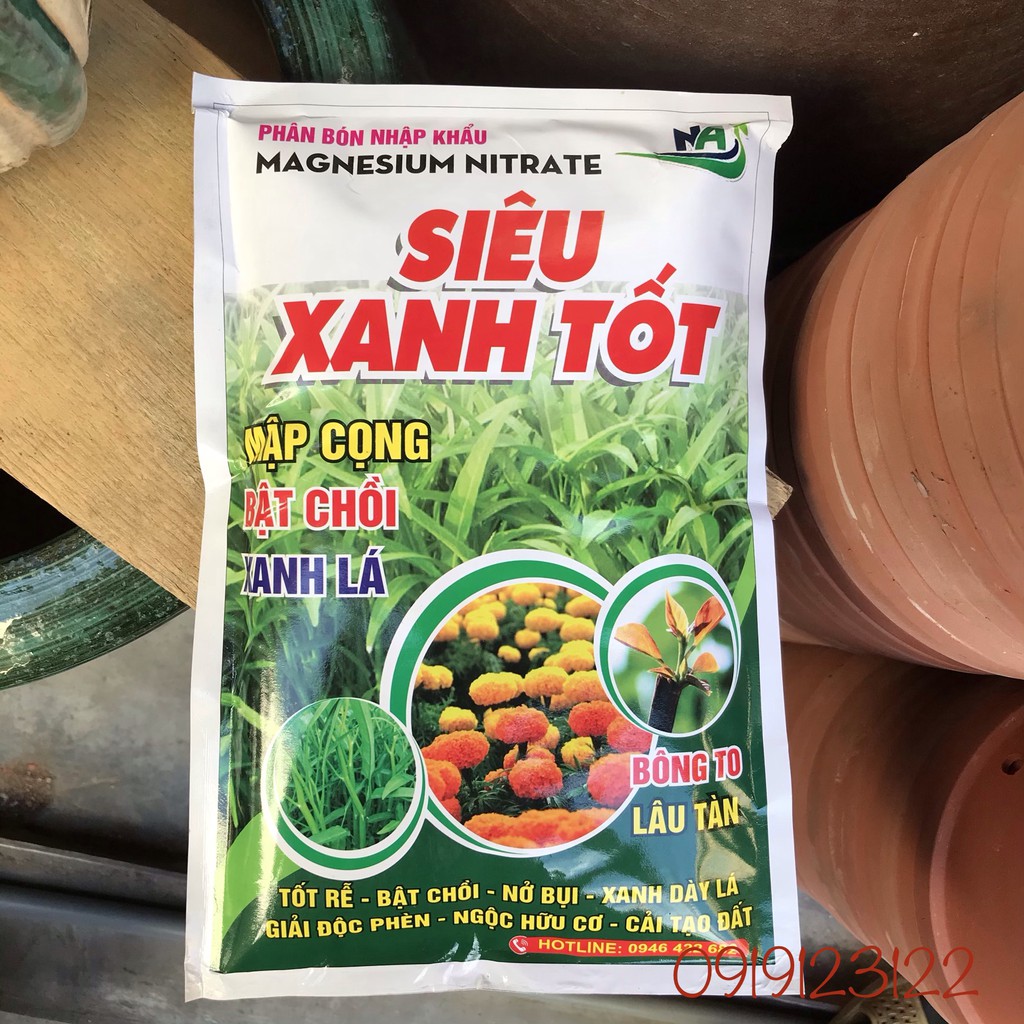 PHÂN BÓN NHẬP KHẨU
MAGNESIUM NITRATE
NAT
SIÊU
XANH TỐT
MẬP CỌNG
BẬT CHỒI
XANH LÁ
BÔNG TO
LÂU TÀN
TỐT RỄ - BẬT CHỒI - NỞ BỤI - XANH DÀY LÁ
GIẢI ĐỘC PHÈN - NGỘC HỮU CƠ - CẢI TẠO ĐẤT
HOTLINE: 0946
0919123122